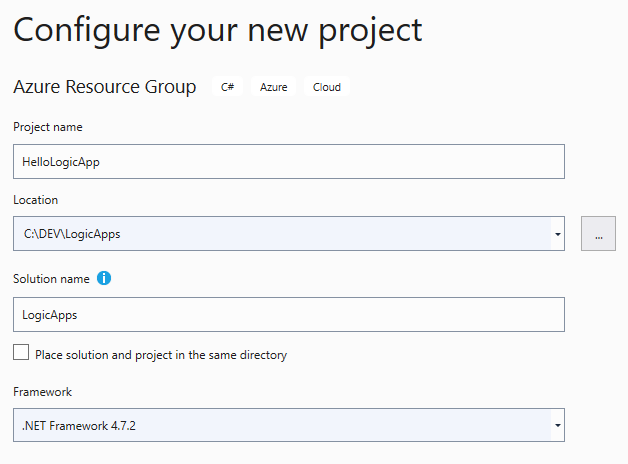 Configure your new project
Azure Resource Group C# Azure Cloud
Project name
HelloLogicApp
Location
C:\DEV\LogicApps
...
Solution name i
LogicApps
Place solution and project in the same directory
Framework
.NET Framework 4.7.2